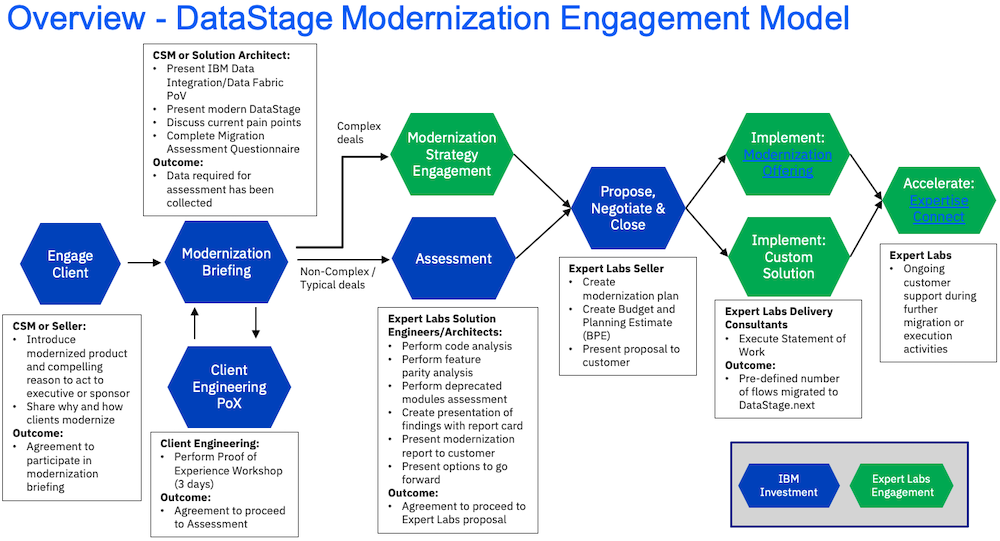 Overview - DataStage Modernization Engagement Model
CSM or Solution Architect:
• Present IBM Data
Integration/Data Fabric
PoV
• Present modern DataStage
• Discuss current pain points
• Complete Migration
Assessment Questionnaire
Outcome:
• Data required for
assessment has been
collected
Complex
deals
Modernization
Strategy
Engagement
Implement:
Modernization
Offering
Propose,
Negotiate &
Close
Accelerate:
Expertise
Connect
Engage
Client
Modernization
Briefing
Non-Complex /
Typical deals
Assessment
Implement:
Custom
Solution
CSM or Seller:
• Introduce
modernized product
and compelling
reason to act to
executive or sponsor
• Share why and how
clients modernize
Outcome:
• Agreement to
participate in
modernization
briefing
Client
Engineering
PoX
Client Engineering:
• Perform Proof of
Experience Workshop
(3 days)
Outcome:
• Agreement to proceed
to Assessment
Expert Labs Solution
Engineers/Architects:
• Perform code analysis
• Perform feature
parity analysis
• Perform deprecated
modules assessment
• Create presentation of
findings with report card
• Present modernization
report to customer
• Present options to go
forward
Outcome:
• Agreement to proceed to
Expert Labs proposal
Expert Labs Seller
• Create
modernization plan
• Create Budget and
Planning Estimate
(BPE)
• Present proposal to
customer
Expert Labs Delivery
Consultants
• Execute Statement of
Work
Outcome:
• Pre-defined number
of flows migrated to
DataStage.next
Expert Labs
• Ongoing
customer
support during
further
migration or
execution
activities
IBM
Investment
Expert Labs
Engagement